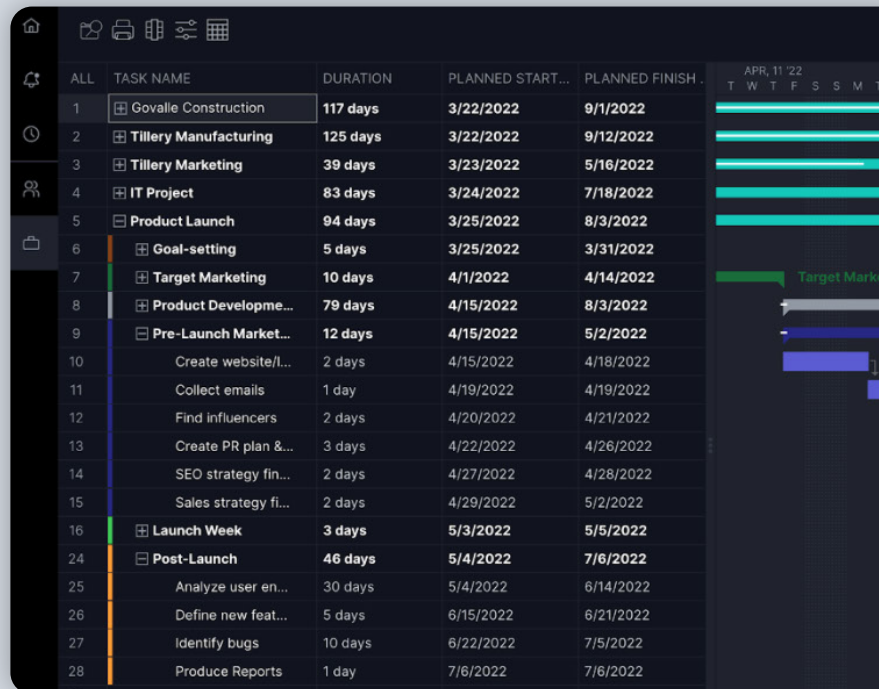 APR, 11 '22
ALL TASK NAME DURATION PLANNED START... PLANNED FINISH . T W T F S S M T
1 Govalle Construction 117 days 3/22/2022 9/1/2022
2 Tillery Manufacturing 125 days 3/22/2022 9/12/2022
3 Tillery Marketing 39 days 3/23/2022 5/16/2022
4 IT Project 83 days 3/24/2022 7/18/2022
5 Product Launch 94 days 3/25/2022 8/3/2022
6 Goal-setting 5 days 3/25/2022 3/31/2022
7 Target Marketing 10 days 4/1/2022 4/14/2022 Target Marke
8 Product Developme... 79 days 4/15/2022 8/3/2022
9 Pre-Launch Market... 12 days 4/15/2022 5/2/2022
10 Create website/l... 2 days 4/15/2022 4/18/2022
11 Collect emails 1 day 4/19/2022 4/19/2022
12 Find influencers 2 days 4/20/2022 4/21/2022
13 Create PR plan &... 3 days 4/22/2022 4/26/2022
14 SEO strategy fin... 2 days 4/27/2022 4/28/2022
15 Sales strategy fi... 2 days 4/29/2022 5/2/2022
16 Launch Week 3 days 5/3/2022 5/5/2022
24 Post-Launch 46 days 5/4/2022 7/6/2022
25 Analyze user en... 30 days 5/4/2022 6/14/2022
26 Define new feat... 5 days 6/15/2022 6/21/2022
27 Identify bugs 10 days 6/22/2022 7/5/2022
28 Produce Reports 1 day 7/6/2022 7/6/2022